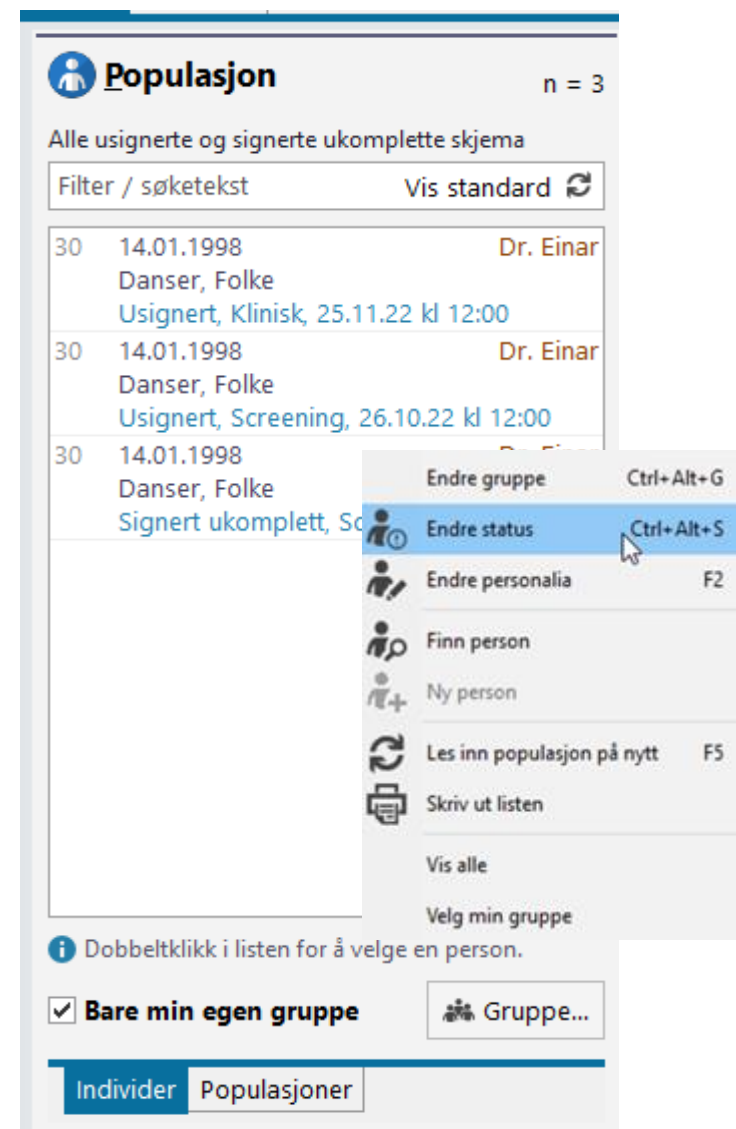 Populasjon n = 3
Alle usignerte og signerte ukomplette skjema
Filter / søketekst Vis standard
30 14.01.1998 Dr. Einar
Danser, Folke
Usignert, Klinisk, 25.11.22 kl 12:00
30 14.01.1998 Dr. Einar
Danser, Folke
Usignert, Screening, 26.10.22 kl 12:00
30 14.01.1998 Dr. Einar
Danser, Folke
Signert ukomplett,
Endre gruppe Ctrl+Alt+G
Endre status Ctrl+Alt+S
Endre personalia F2
Finn person
Ny person
Les inn populasjon på nytt F5
Skriv ut listen
Vis alle
Velg min gruppe
Dobbeltklikk i listen for å velge en person.
Bare min egen gruppe Gruppe...
Individer Populasjoner